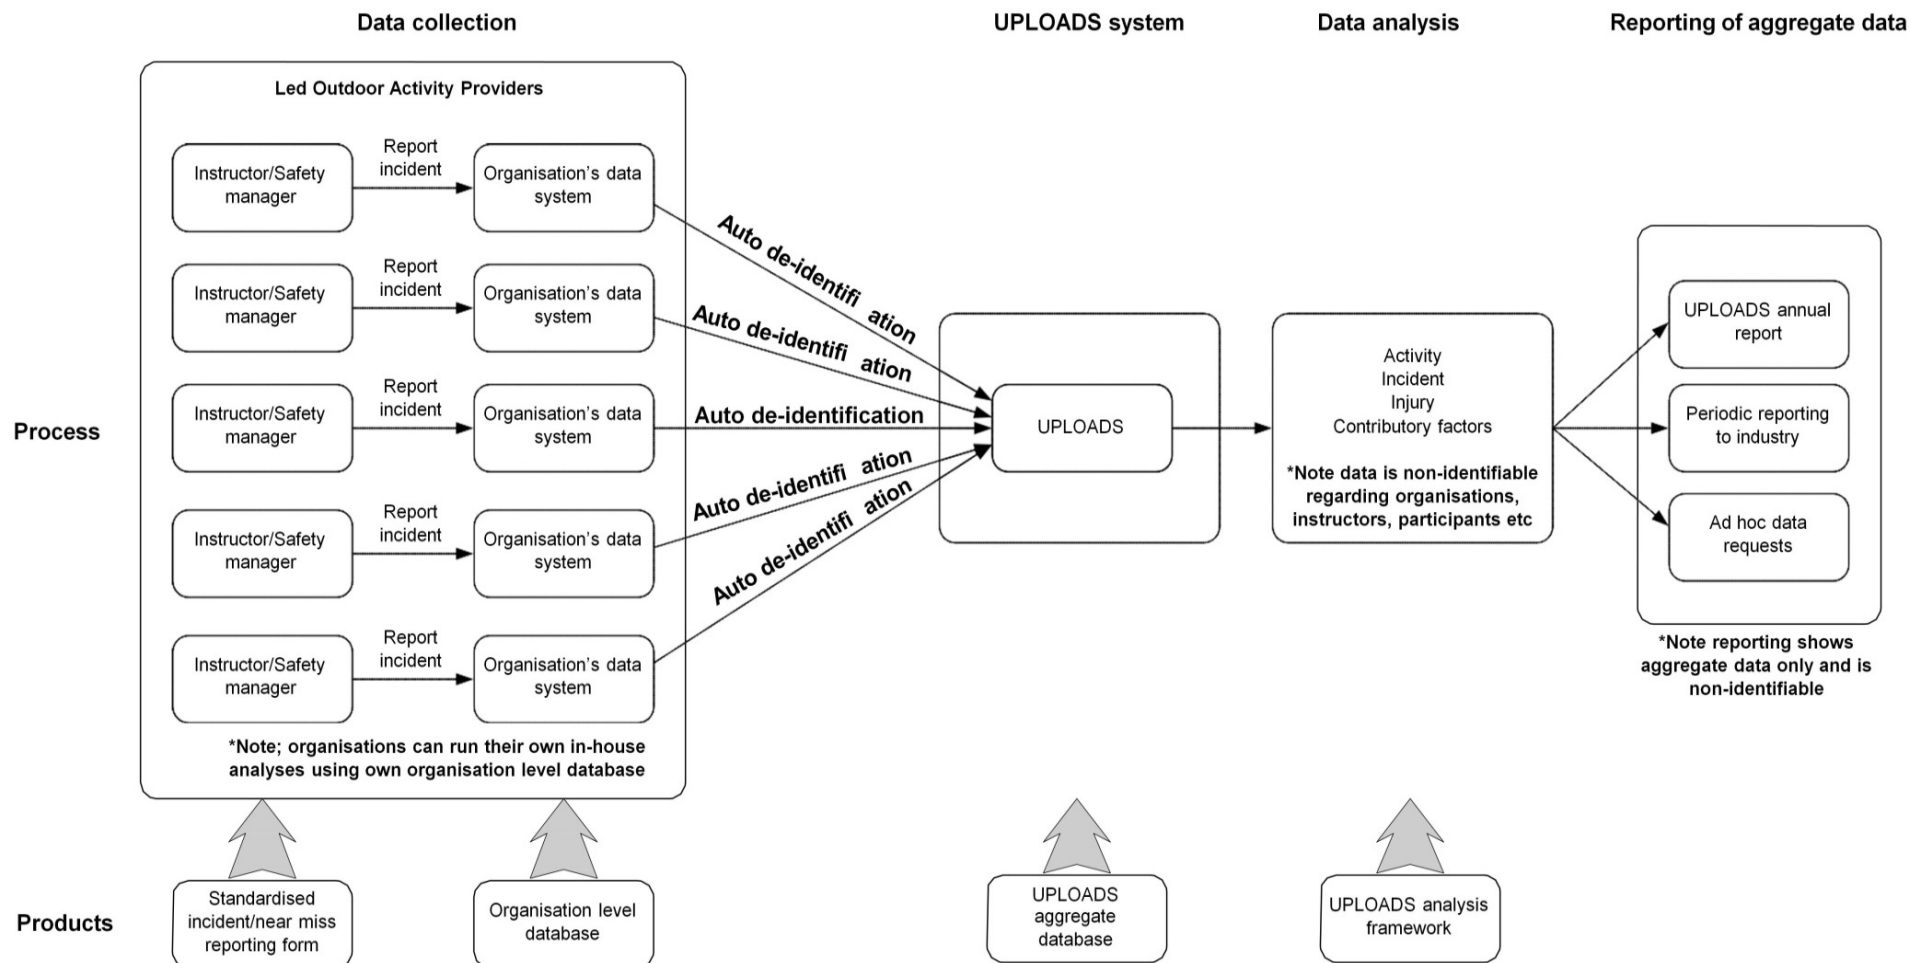 Data collection
UPLOADS system
Data analysis
Reporting of aggregate data
Process
Led Outdoor Activity Providers
Instructor/Safety
manager
Report
incident
Organisation's data
system
Auto de-identifi ation
Instructor/Safety
manager
Report
incident
Organisation's data
system
Auto de-identifi ation
Instructor/Safety
manager
Report
incident
Organisation's data
system
Auto de-identification
Instructor/Safety
manager
Report
incident
Organisation's data
system
Auto de-identifi ation
Instructor/Safety
manager
Report
incident
Organisation's data
system
Auto de-identifi ation
*Note; organisations can run their own in-house
analyses using own organisation level database
UPLOADS
Activity
Incident
Injury
Contributory factors
*Note data is non-identifiable
regarding organisations,
instructors, participants etc
UPLOADS annual
report
Periodic reporting
to industry
Ad hoc data
requests
*Note reporting shows
aggregate data only and is
non-identifiable
Products
Standardised
incident/near miss
reporting form
Organisation level
database
UPLOADS
aggregate
database
UPLOADS analysis
framework